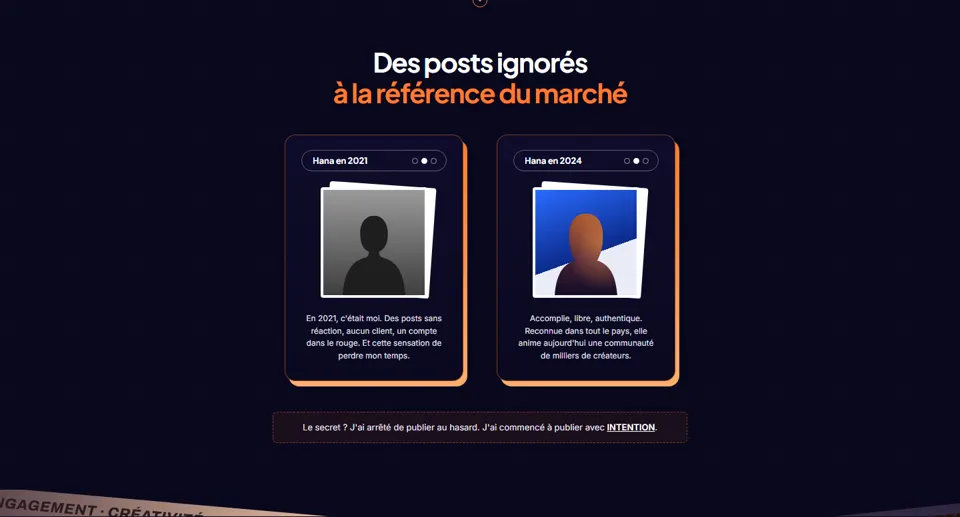 Des posts ignorés
à la référence du marché
Hana en 2021
En 2021, c'était moi. Des posts sans
réaction, aucun client, un compte
dans le rouge. Et cette sensation de
perdre mon temps.
Hana en 2024
Accomplie, libre, authentique.
Reconnue dans tout le pays, elle
anime aujourd'hui une communauté
de milliers de créateurs.
Le secret ? J'ai arrêté de publier au hasard. J'ai commencé à publier avec INTENTION.
NGAGEMENT · CRÉATIVITÉ